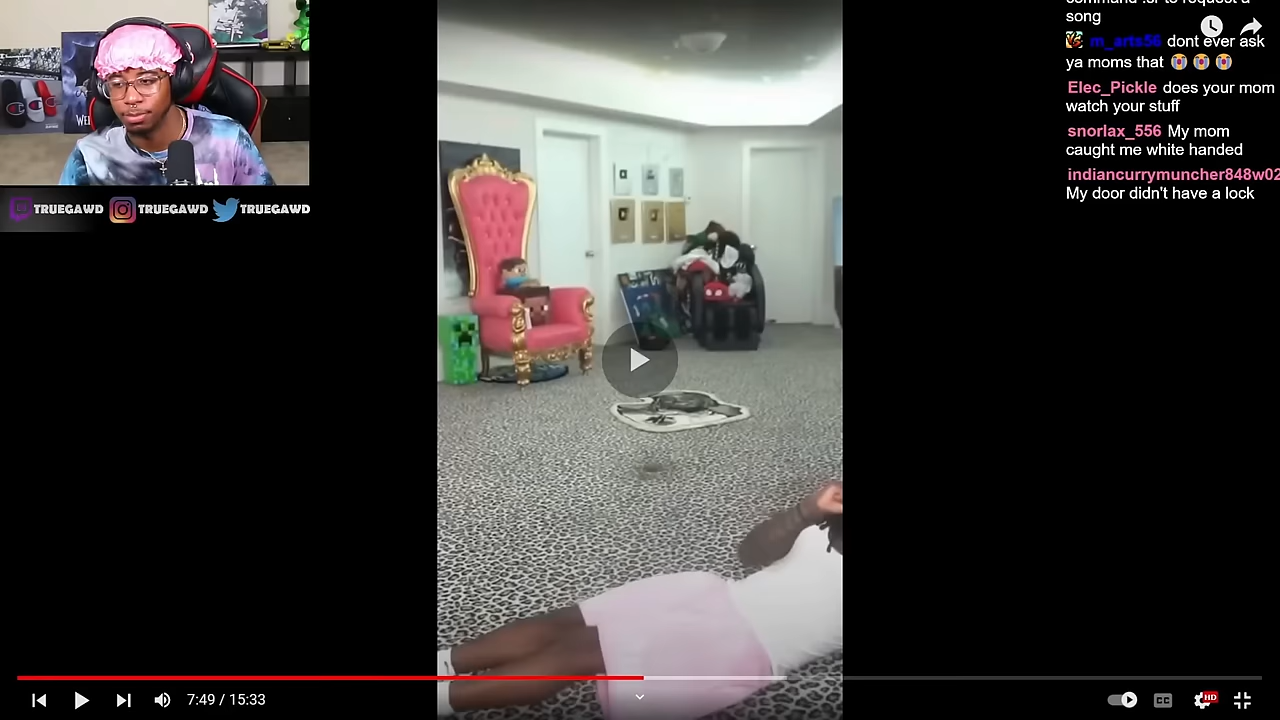 command .sr to request a
song
m_arts56 dont ever ask
ya moms that 😭 😭 😭
Elec_Pickle does your mom
watch your stuff
snorlax_556 My mom
caught me white handed
indiancurrymuncher848w02
My door didn't have a lock
TRUEGAWD TRUEGAWD TRUEGAWD
7:49 / 15:33
CC HD